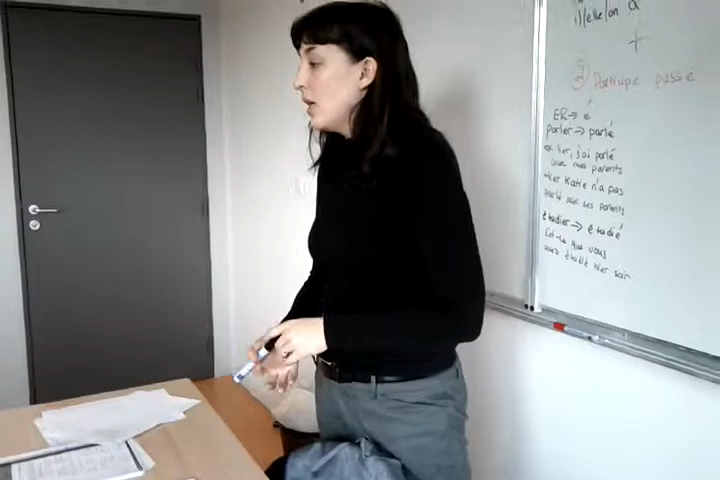 il/elle/on a
+
② Participe passé
ER → é
parler → parlé
ex: Hier, j'ai parlé
avec mes parents
Hier Katie n'a pas
parlé avec ses parents
étudier → étudié
Est-ce que vous
avez étudié hier soir